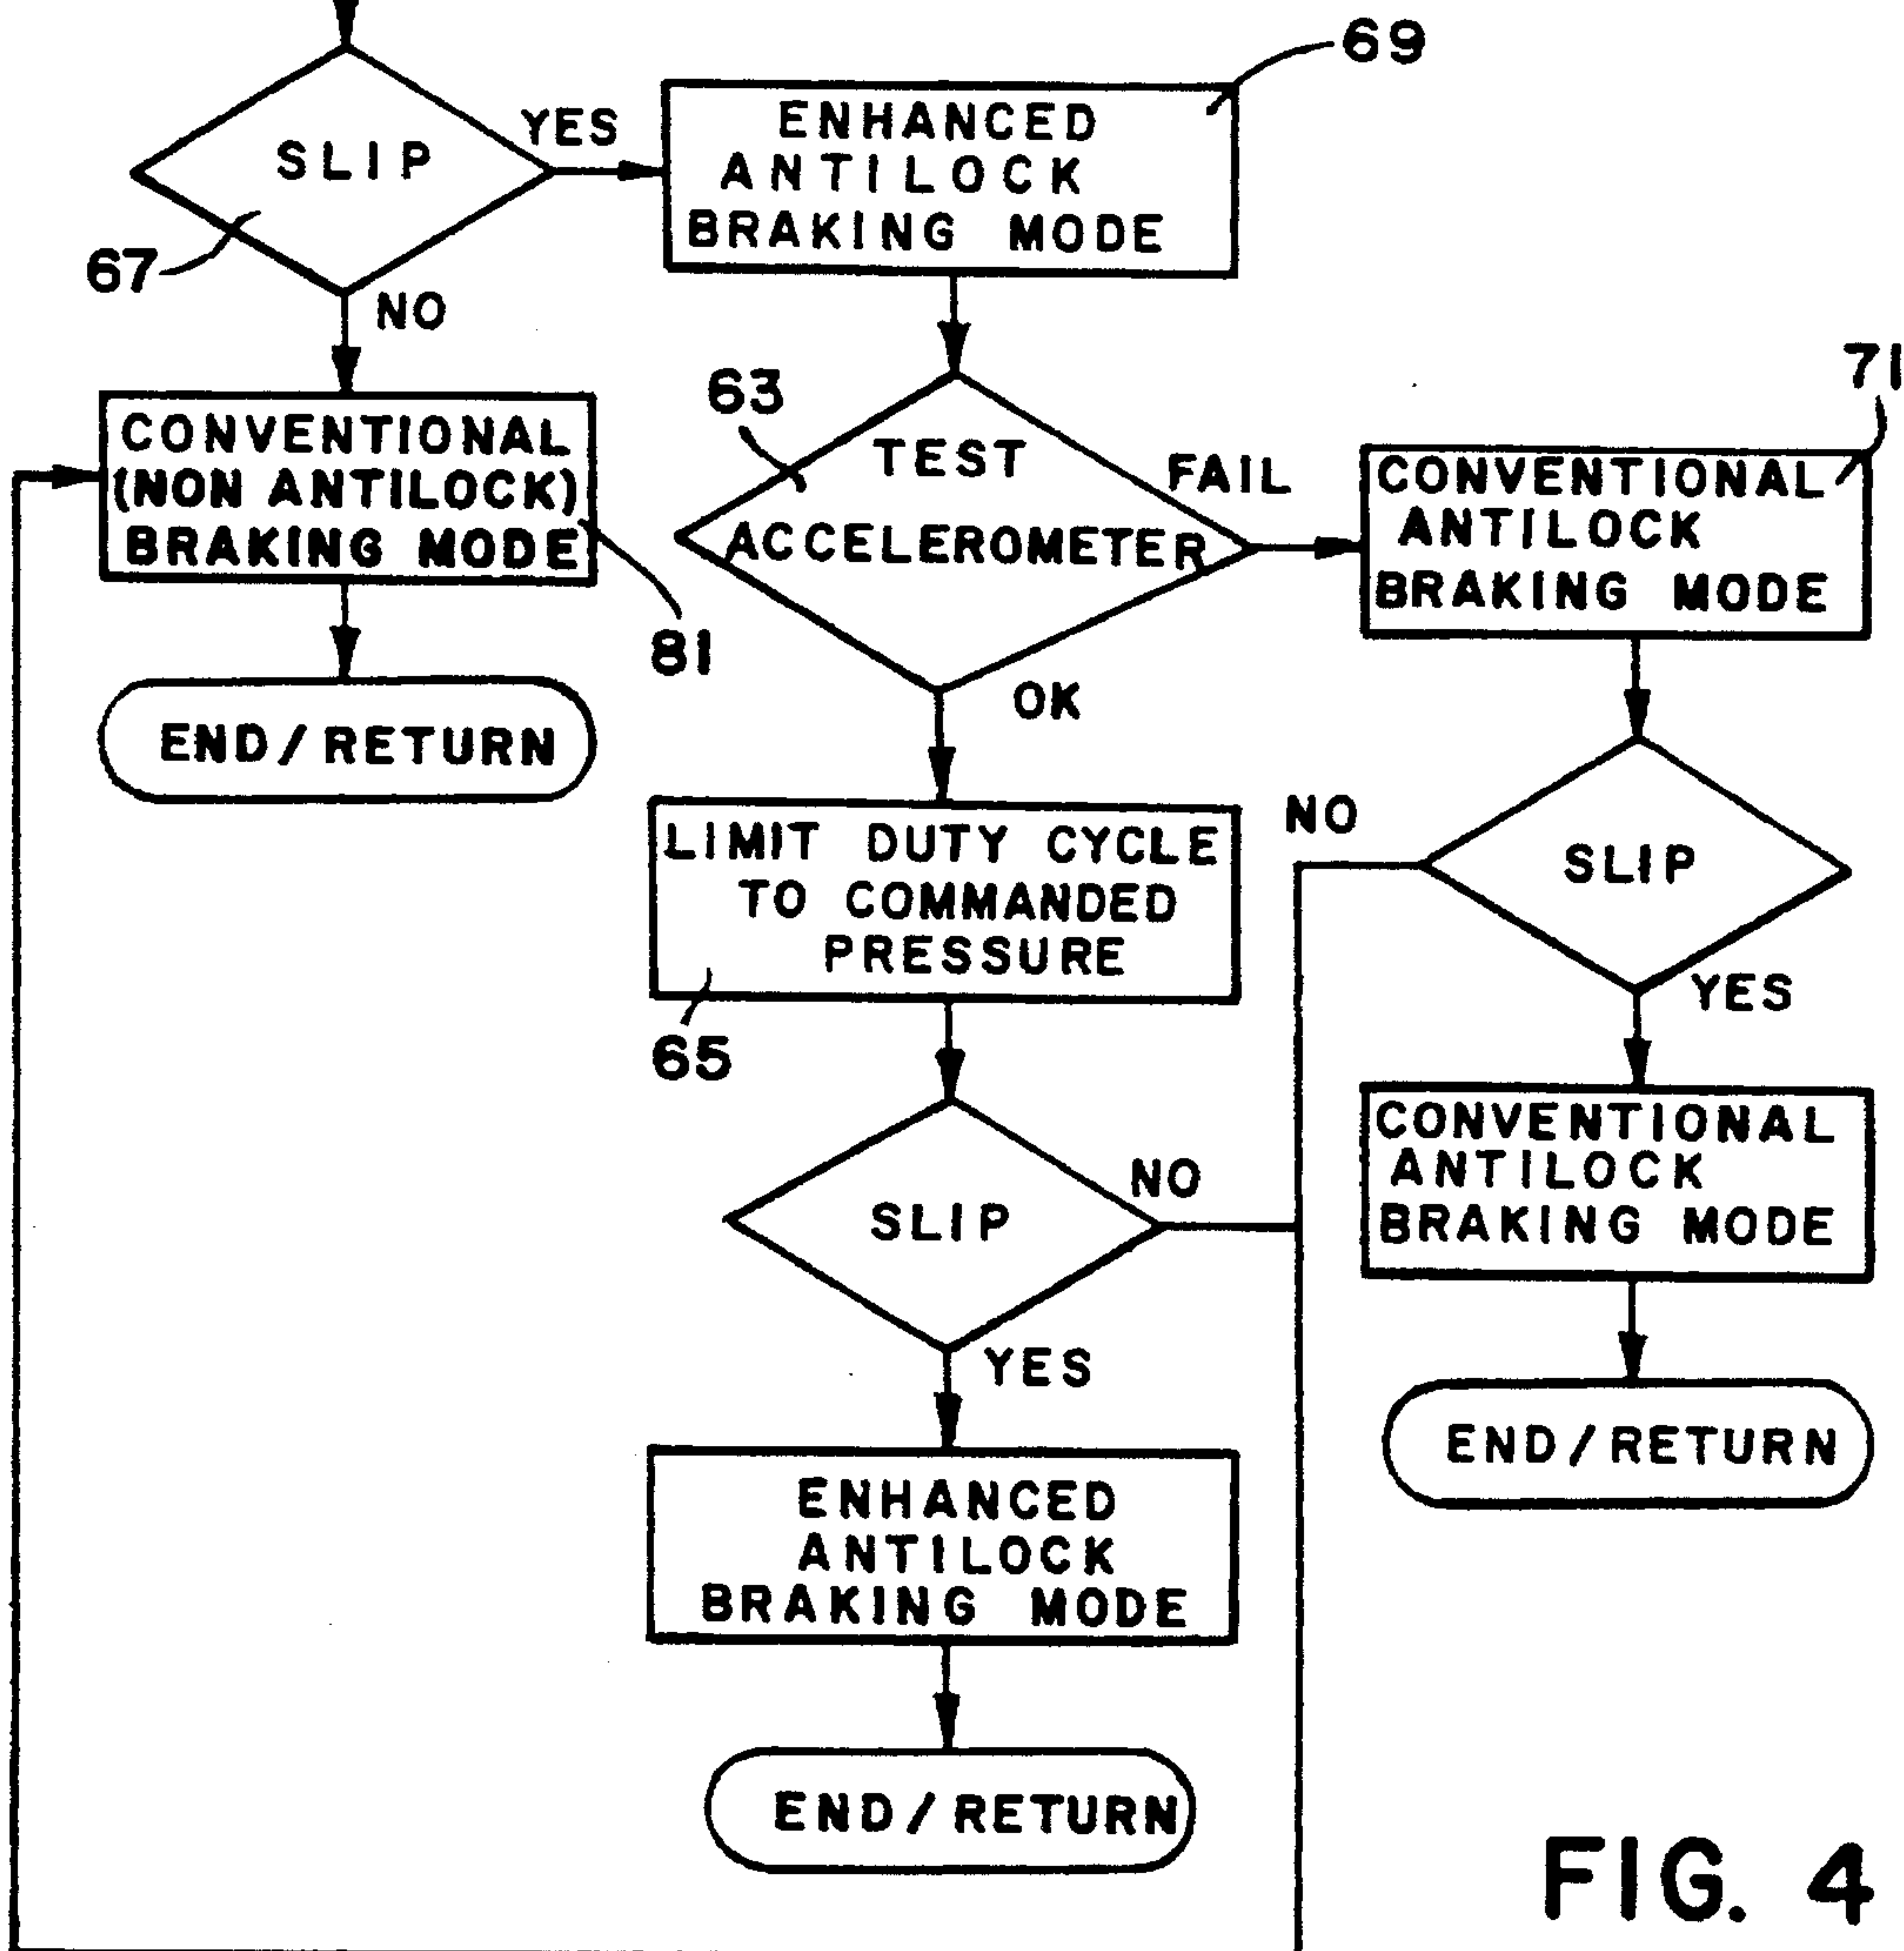 69
SLIP
YES
ENHANCED
ANTILOCK
BRAKING MODE
67
NO
CONVENTIONAL
(NON ANTILOCK)
BRAKING MODE
81
END/RETURN
63
TEST
ACCELEROMETER
FAIL
OK
71
CONVENTIONAL
ANTILOCK
BRAKING MODE
LIMIT DUTY CYCLE
TO COMMANDED
PRESSURE
65
NO
SLIP
YES
SLIP
NO
YES
CONVENTIONAL
ANTILOCK
BRAKING MODE
END/RETURN
ENHANCED
ANTILOCK
BRAKING MODE
END/RETURN
FIG. 4